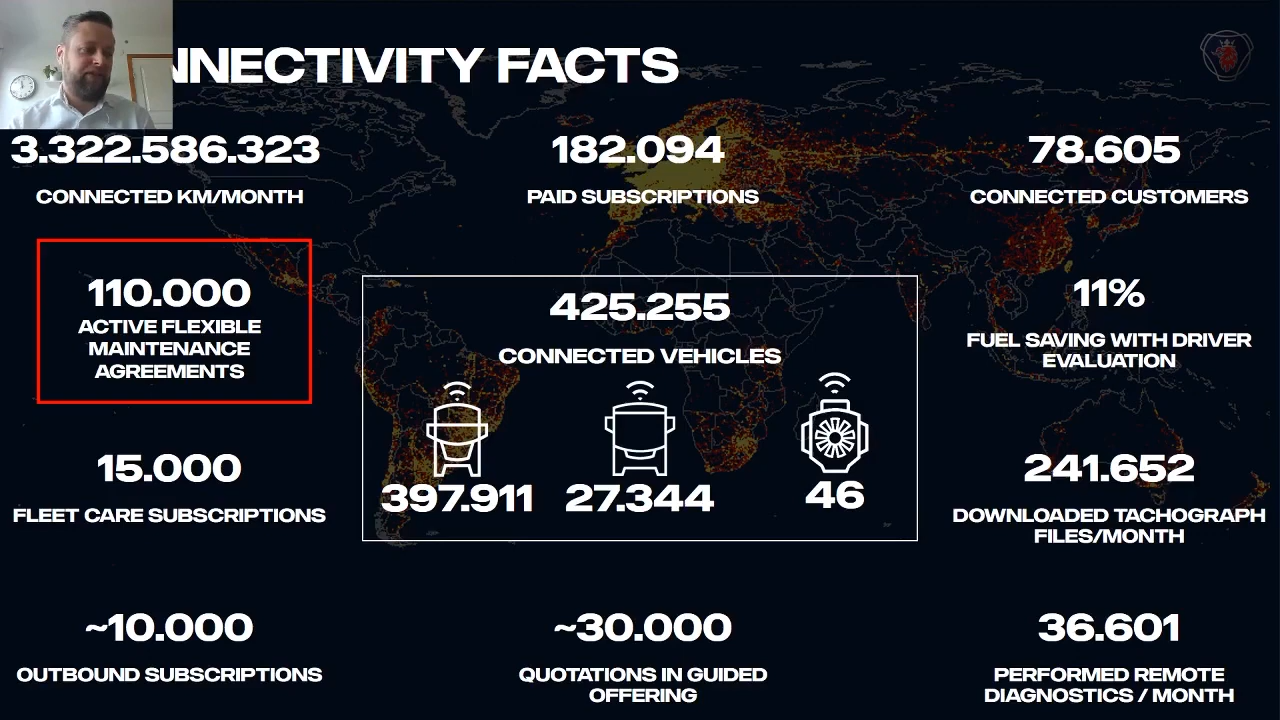 NNECTIVITY FACTS
3.322.586.323
CONNECTED KM/MONTH
182.094
PAID SUBSCRIPTIONS
78.605
CONNECTED CUSTOMERS
110.000
ACTIVE FLEXIBLE
MAINTENANCE
AGREEMENTS
425.255
CONNECTED VEHICLES
397.911
27.344
46
11%
FUEL SAVING WITH DRIVER
EVALUATION
15.000
FLEET CARE SUBSCRIPTIONS
241.652
DOWNLOADED TACHOGRAPH
FILES/MONTH
~10.000
OUTBOUND SUBSCRIPTIONS
~30.000
QUOTATIONS IN GUIDED
OFFERING
36.601
PERFORMED REMOTE
DIAGNOSTICS / MONTH